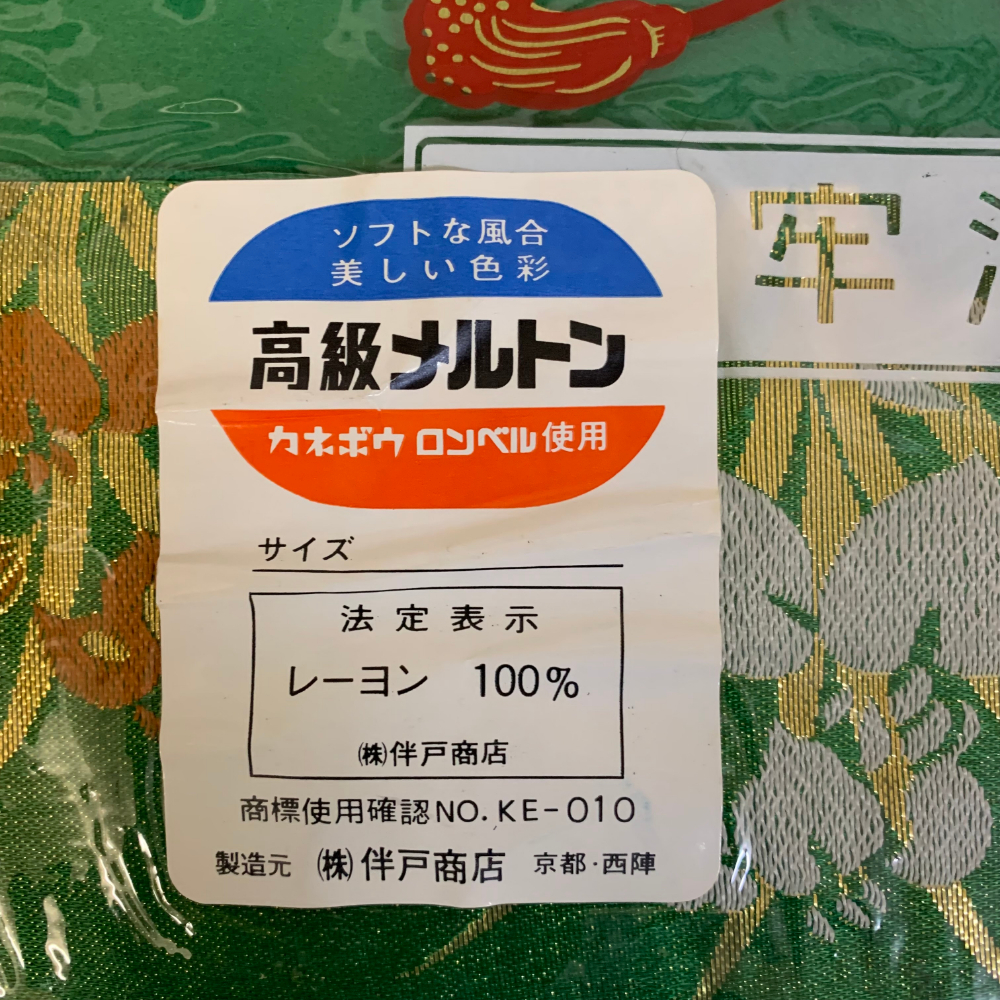 ソフトな風合
美しい色彩
高級メルトン
カネボウ ロンベル使用
サイズ
法定表示
レーヨン 100%
㈱伴戸商店
商標使用確認NO.KE-010
製造元 ㈱伴戸商店 京都・西陣
牢